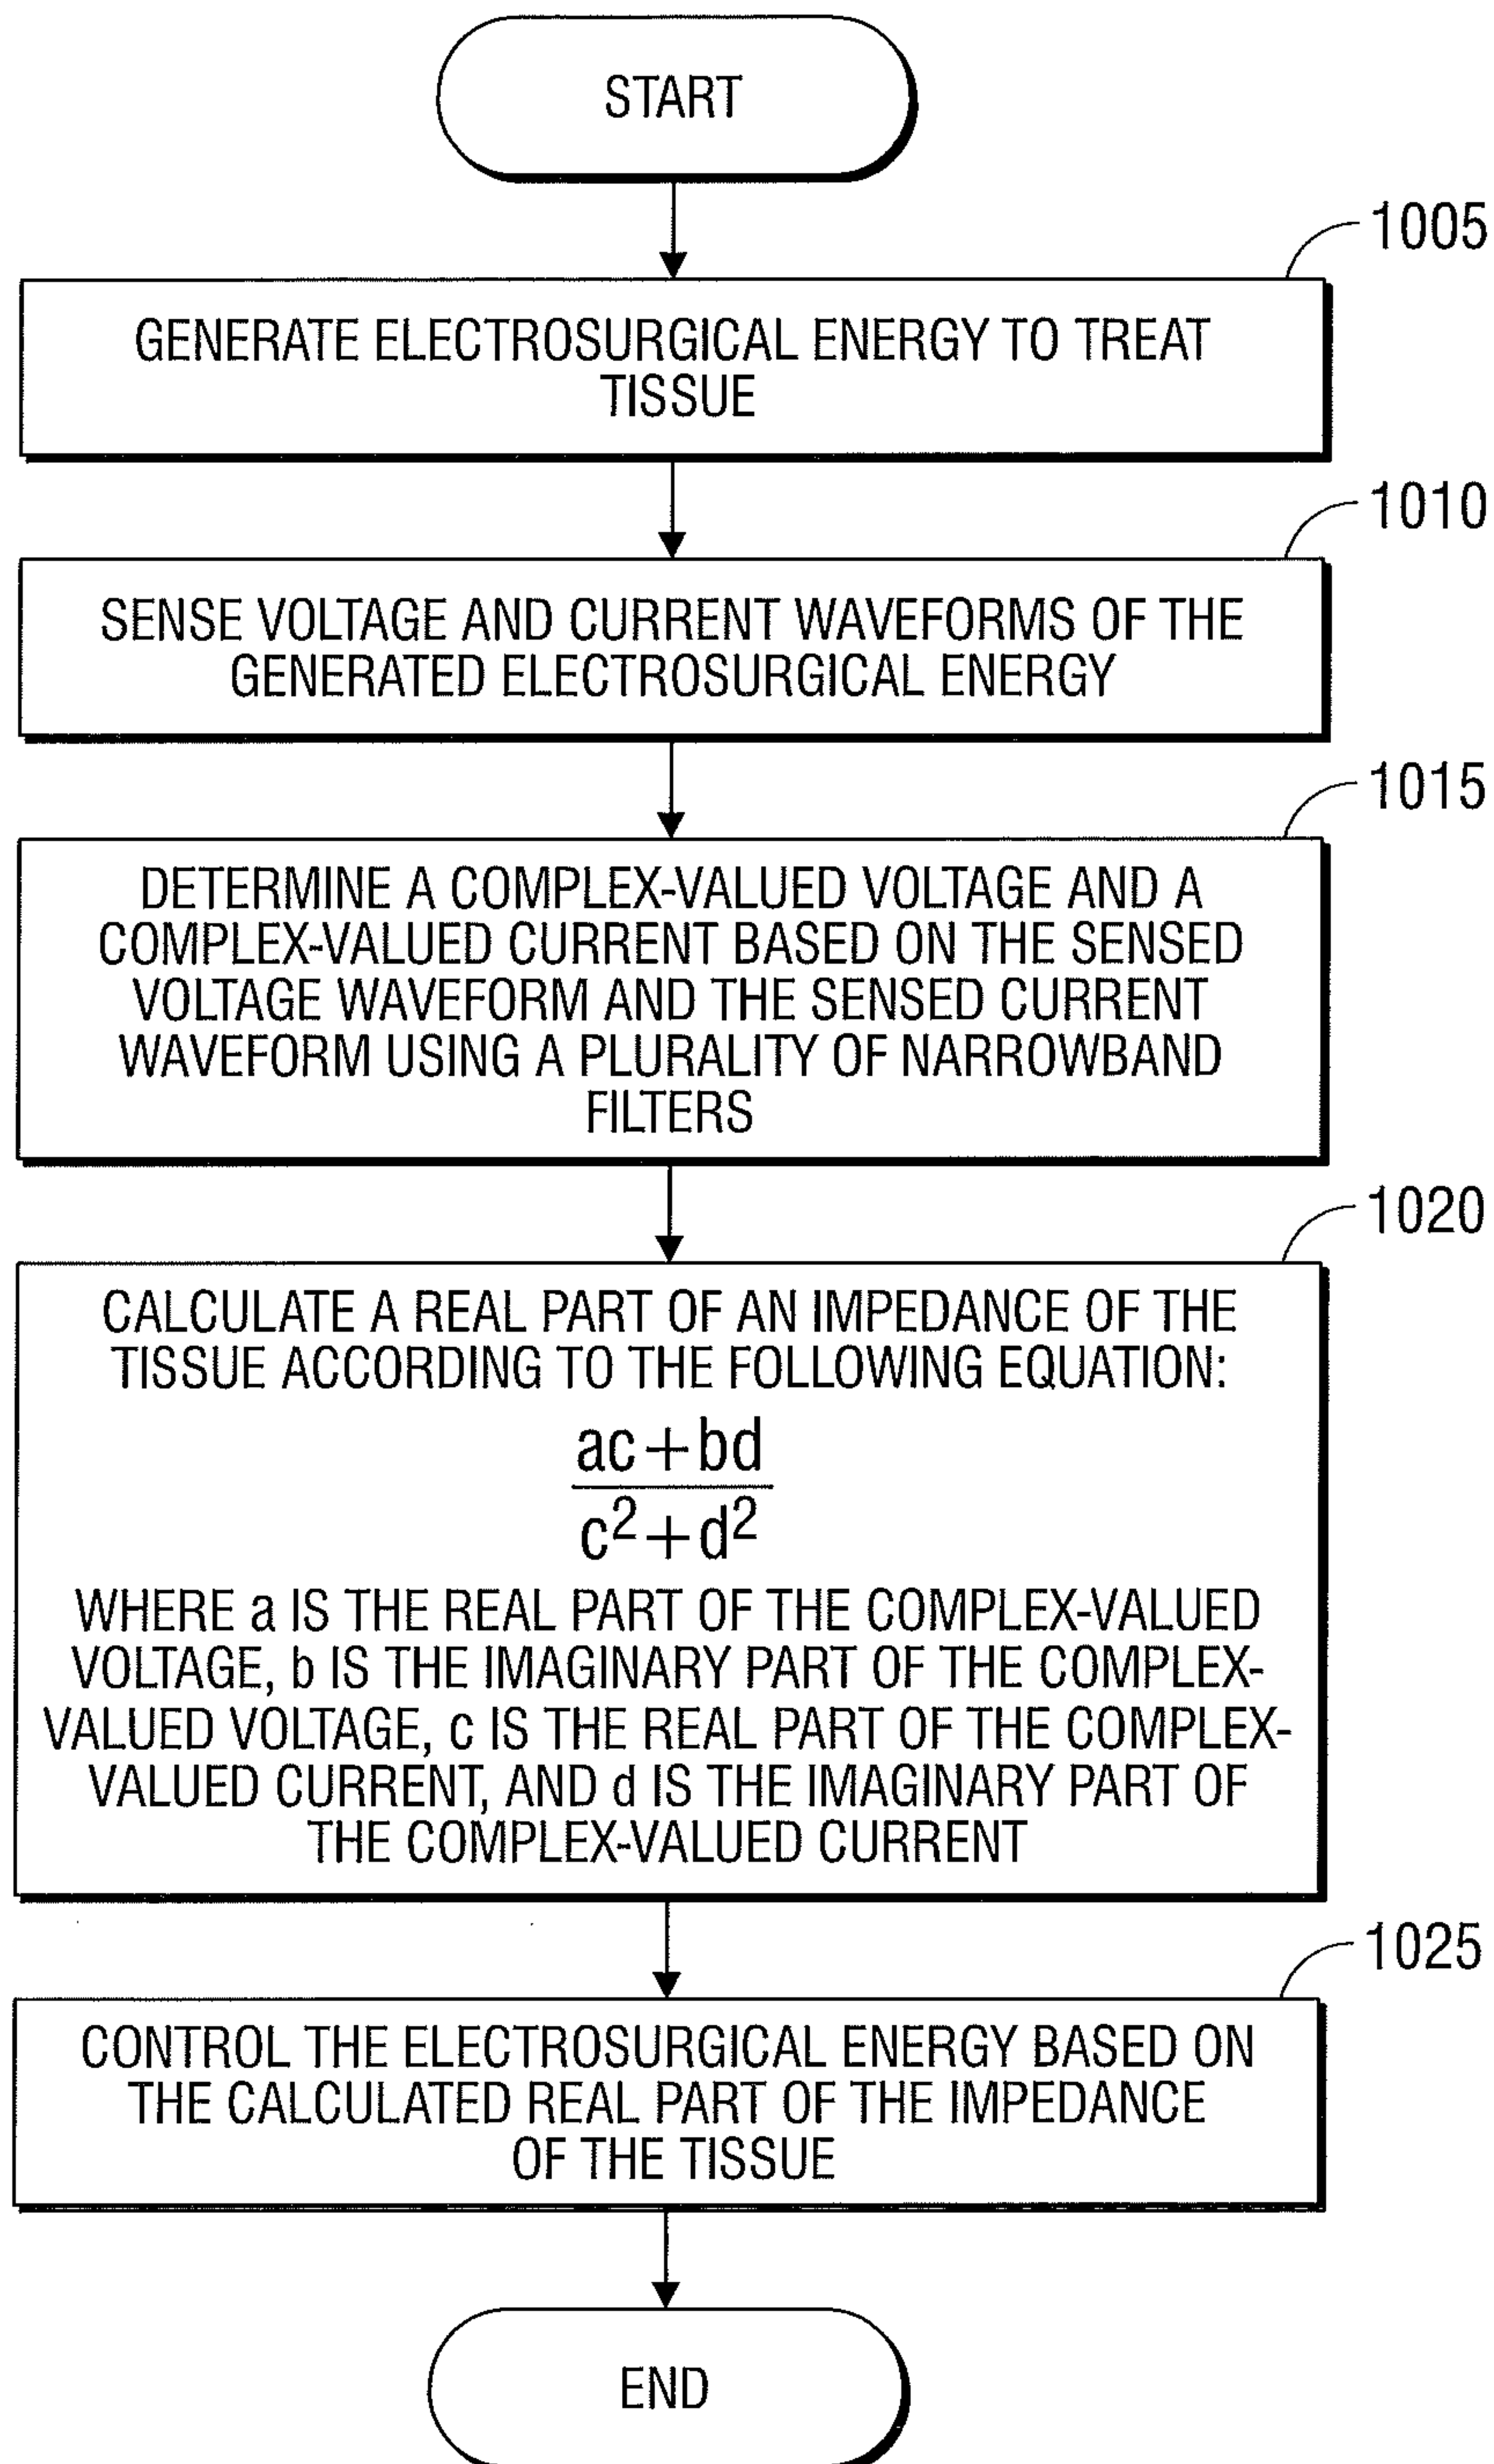 START
1005
GENERATE ELECTROSURGICAL ENERGY TO TREAT
TISSUE
1010
SENSE VOLTAGE AND CURRENT WAVEFORMS OF THE
GENERATED ELECTROSURGICAL ENERGY
1015
DETERMINE A COMPLEX-VALUED VOLTAGE AND A
COMPLEX-VALUED CURRENT BASED ON THE SENSED
VOLTAGE WAVEFORM AND THE SENSED CURRENT
WAVEFORM USING A PLURALITY OF NARROWBAND
FILTERS
1020
CALCULATE A REAL PART OF AN IMPEDANCE OF THE
TISSUE ACCORDING TO THE FOLLOWING EQUATION:
ac+bd
c²+d²
WHERE a IS THE REAL PART OF THE COMPLEX-VALUED
VOLTAGE, b IS THE IMAGINARY PART OF THE COMPLEX-
VALUED VOLTAGE, c IS THE REAL PART OF THE COMPLEX-
VALUED CURRENT, AND d IS THE IMAGINARY PART OF
THE COMPLEX-VALUED CURRENT
1025
CONTROL THE ELECTROSURGICAL ENERGY BASED ON
THE CALCULATED REAL PART OF THE IMPEDANCE
OF THE TISSUE
END